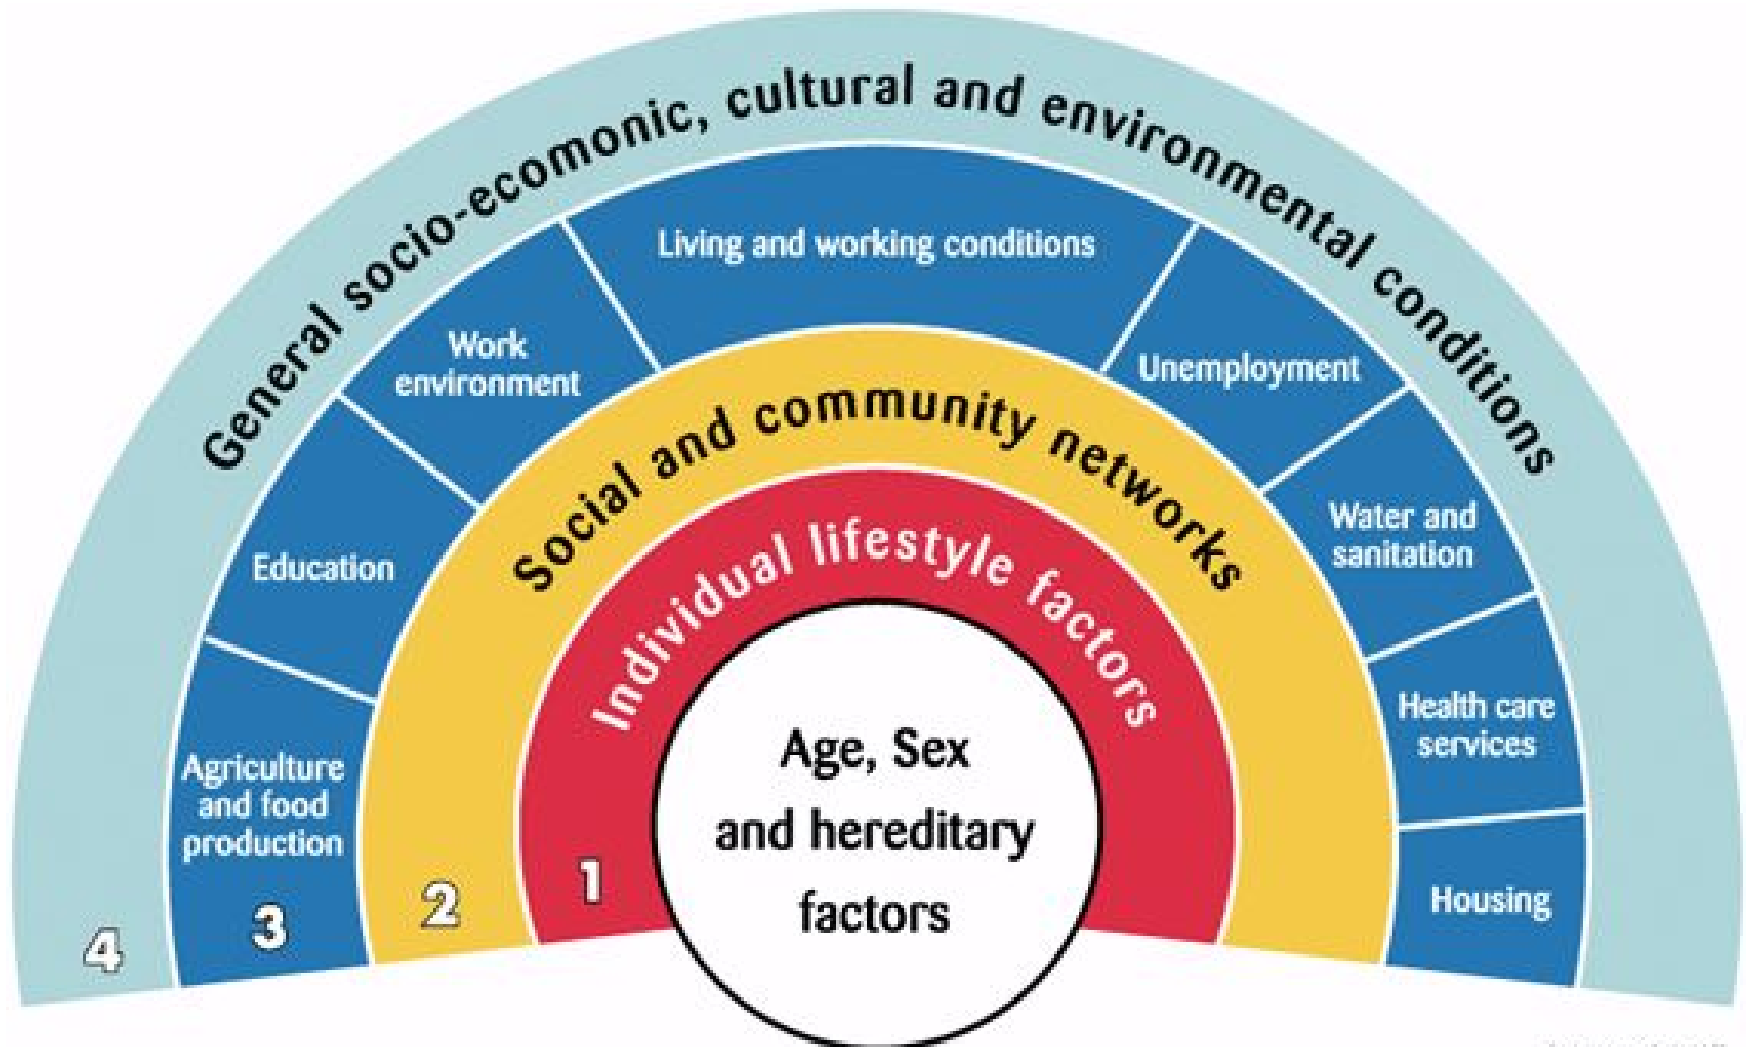 General socio-ecomonic, cultural and environmental conditions
Living and working conditions
Work
environment
Unemployment
Education
Water and
sanitation
Agriculture
and food
production
Health care
services
Housing
Social and community networks
Individual lifestyle factors
Age, Sex
and hereditary
factors
1
2
3
4